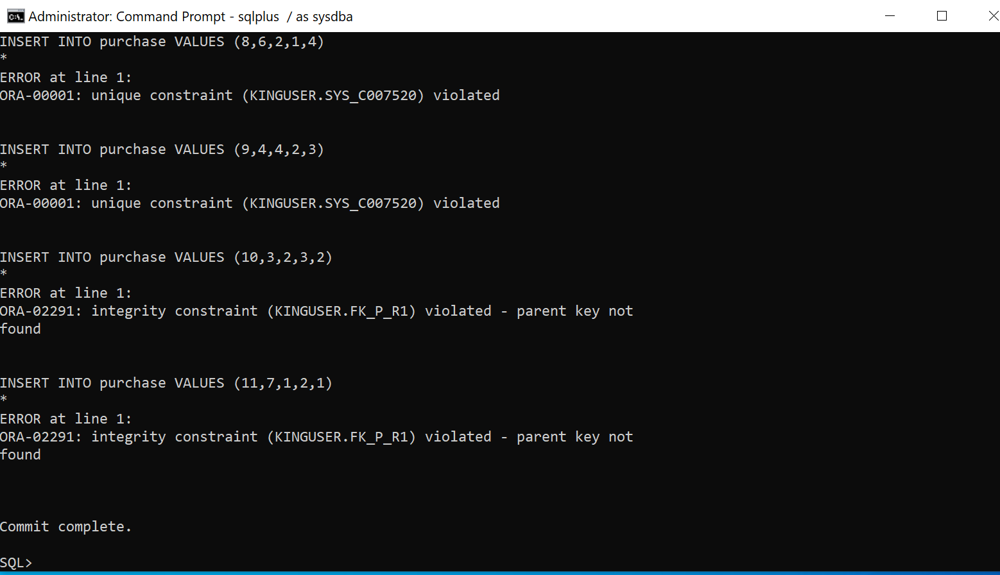 Administrator: Command Prompt - sqlplus  / as sysdba
INSERT INTO purchase VALUES (8,6,2,1,4)
*
ERROR at line 1:
ORA-00001: unique constraint (KINGUSER.SYS_C007520) violated
INSERT INTO purchase VALUES (9,4,4,2,3)
*
ERROR at line 1:
ORA-00001: unique constraint (KINGUSER.SYS_C007520) violated
INSERT INTO purchase VALUES (10,3,2,3,2)
*
ERROR at line 1:
ORA-02291: integrity constraint (KINGUSER.FK_P_R1) violated - parent key not
found
INSERT INTO purchase VALUES (11,7,1,2,1)
*
ERROR at line 1:
ORA-02291: integrity constraint (KINGUSER.FK_P_R1) violated - parent key not
found
Commit complete.
SQL>